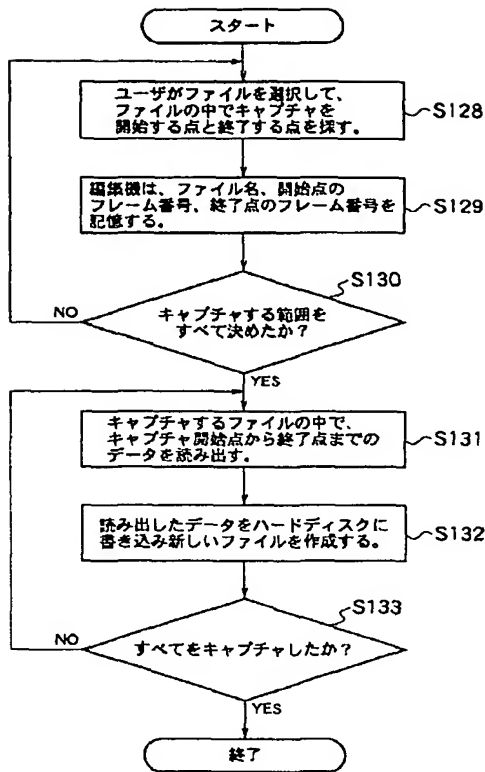 スタート
ユーザがファイルを選択して、
ファイルの中でキャプチャを
開始する点と終了する点を探す。
S128
編集機は、ファイル名、開始点の
フレーム番号、終了点のフレーム番号を
記憶する。
S129
S130
キャプチャする範囲を
すべて決めたか？
NO
YES
キャプチャするファイルの中で、
キャプチャ開始点から終了点までの
データを読み出す。
S131
読み出したデータをハードディスクに
書き込み新しいファイルを作成する。
S132
S133
すべてをキャプチャしたか？
NO
YES
終了